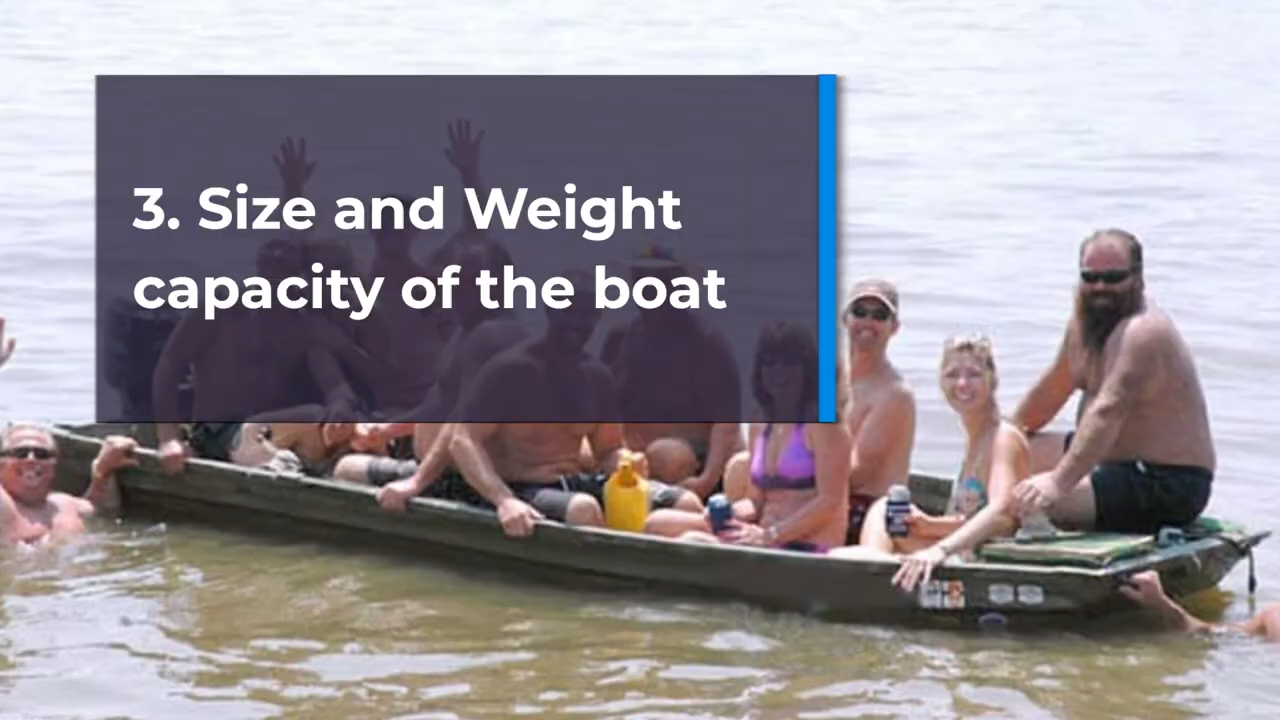 3. Size and Weight
capacity of the boat